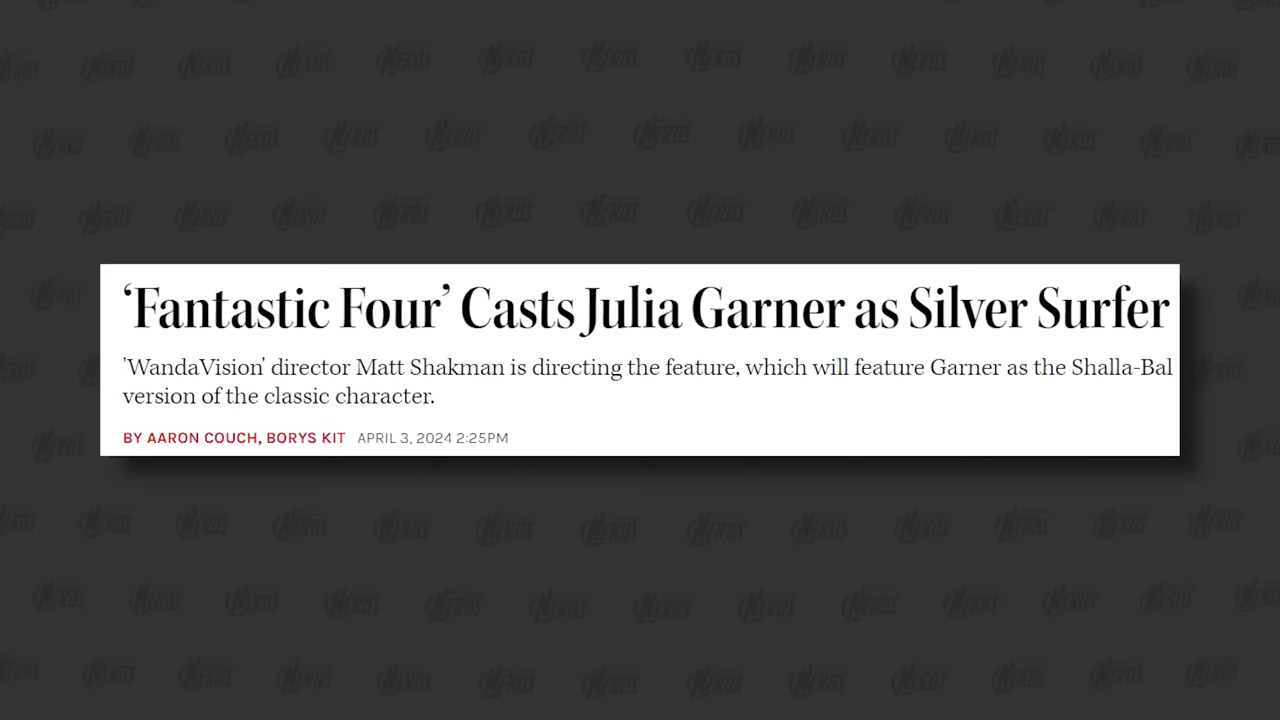 ‘Fantastic Four’ Casts Julia Garner as Silver Surfer
'WandaVision' director Matt Shakman is directing the feature, which will feature Garner as the Shalla-Bal
version of the classic character.
BY AARON COUCH, BORYS KIT APRIL 3, 2024 2:25PM